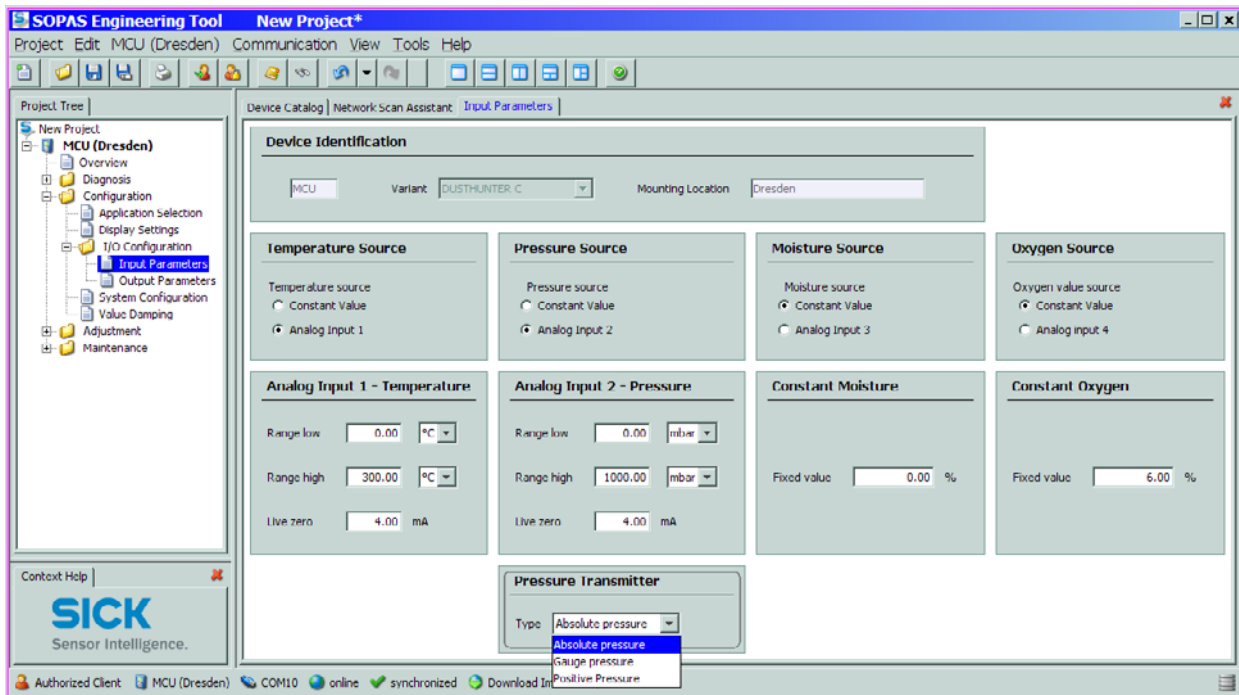 SOPAS Engineering Tool New Project*
Project Edit MCU (Dresden) Communication View Tools Help
Project Tree
Device Catalog Network Scan Assistant Input Parameters
New Project
MCU (Dresden)
Overview
Diagnosis
Configuration
Application Selection
Display Settings
I/O Configuration
Input Parameters
Output Parameters
System Configuration
Value Damping
Adjustment
Maintenance
Device Identification
MCU Variant DUSTHUNTER C Mounting Location Dresden
Temperature Source
Temperature source
Constant Value
Analog Input 1
Pressure Source
Pressure source
Constant Value
Analog Input 2
Moisture Source
Moisture source
Constant Value
Analog Input 3
Oxygen Source
Oxygen value source
Constant Value
Analog input 4
Analog Input 1 - Temperature
Range low 0.00 °C
Range high 300.00 °C
Live zero 4.00 mA
Analog Input 2 - Pressure
Range low 0.00 mbar
Range high 1000.00 mbar
Live zero 4.00 mA
Constant Moisture
Fixed value 0.00 %
Constant Oxygen
Fixed value 6.00 %
Pressure Transmitter
Type Absolute pressure
Absolute pressure
Gauge pressure
Positive Pressure
Context Help
SICK
Sensor Intelligence.
Authorized Client MCU (Dresden) COM10 online synchronized Download Im